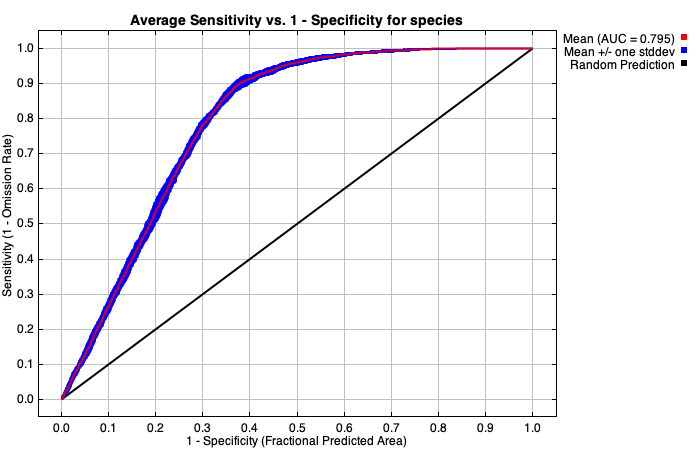 Average Sensitivity vs. 1 - Specificity for species
Mean (AUC = 0.795)
Mean +/- one stddev
Random Prediction
Sensitivity (1 - Omission Rate)
1.0
0.9
0.8
0.7
0.6
0.5
0.4
0.3
0.2
0.1
0.0
0.0 0.1 0.2 0.3 0.4 0.5 0.6 0.7 0.8 0.9 1.0
1 - Specificity (Fractional Predicted Area)